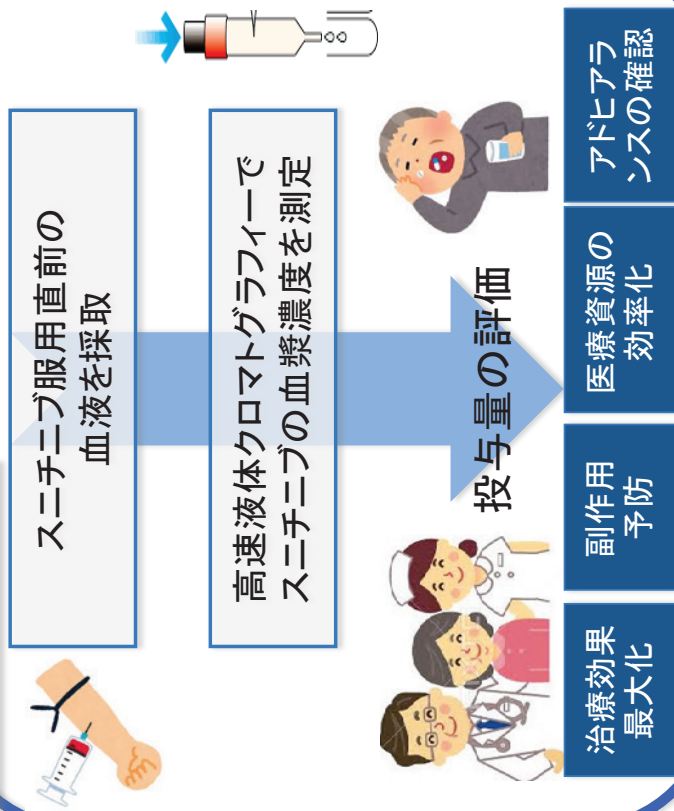 スニチニブ服用直前の
血液を採取
高速液体クロマトグラフィーで
スニチニブの血漿濃度を測定
投与量の評価
治療効果
最大化
副作用
予防
医療資源の
効率化
アドヒアラ
ンスの確認